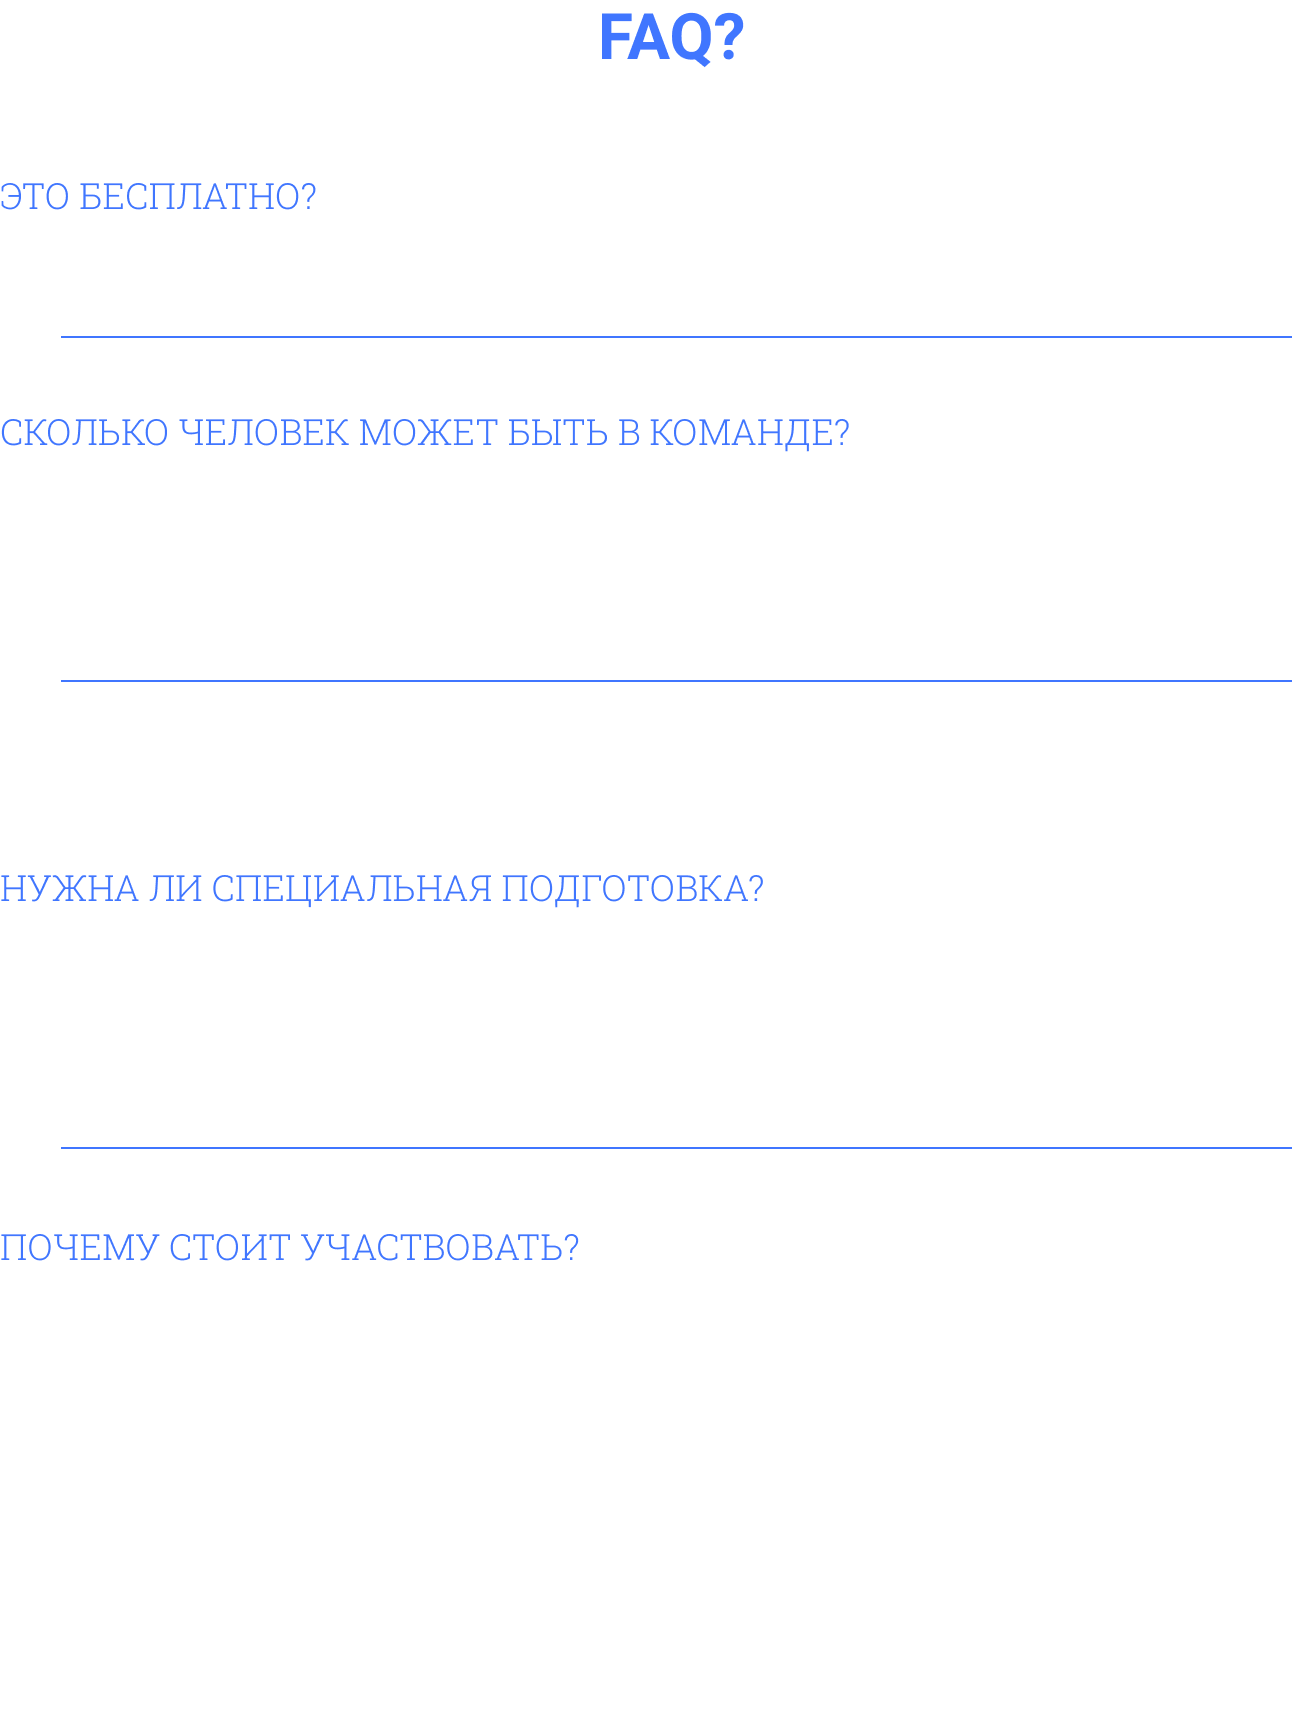 FAQ?
ЭТО БЕСПЛАТНО?
СКОЛЬКО ЧЕЛОВЕК МОЖЕТ БЫТЬ В КОМАНДЕ?
НУЖНА ЛИ СПЕЦИАЛЬНАЯ ПОДГОТОВКА?
ПОЧЕМУ СТОИТ УЧАСТВОВАТЬ?